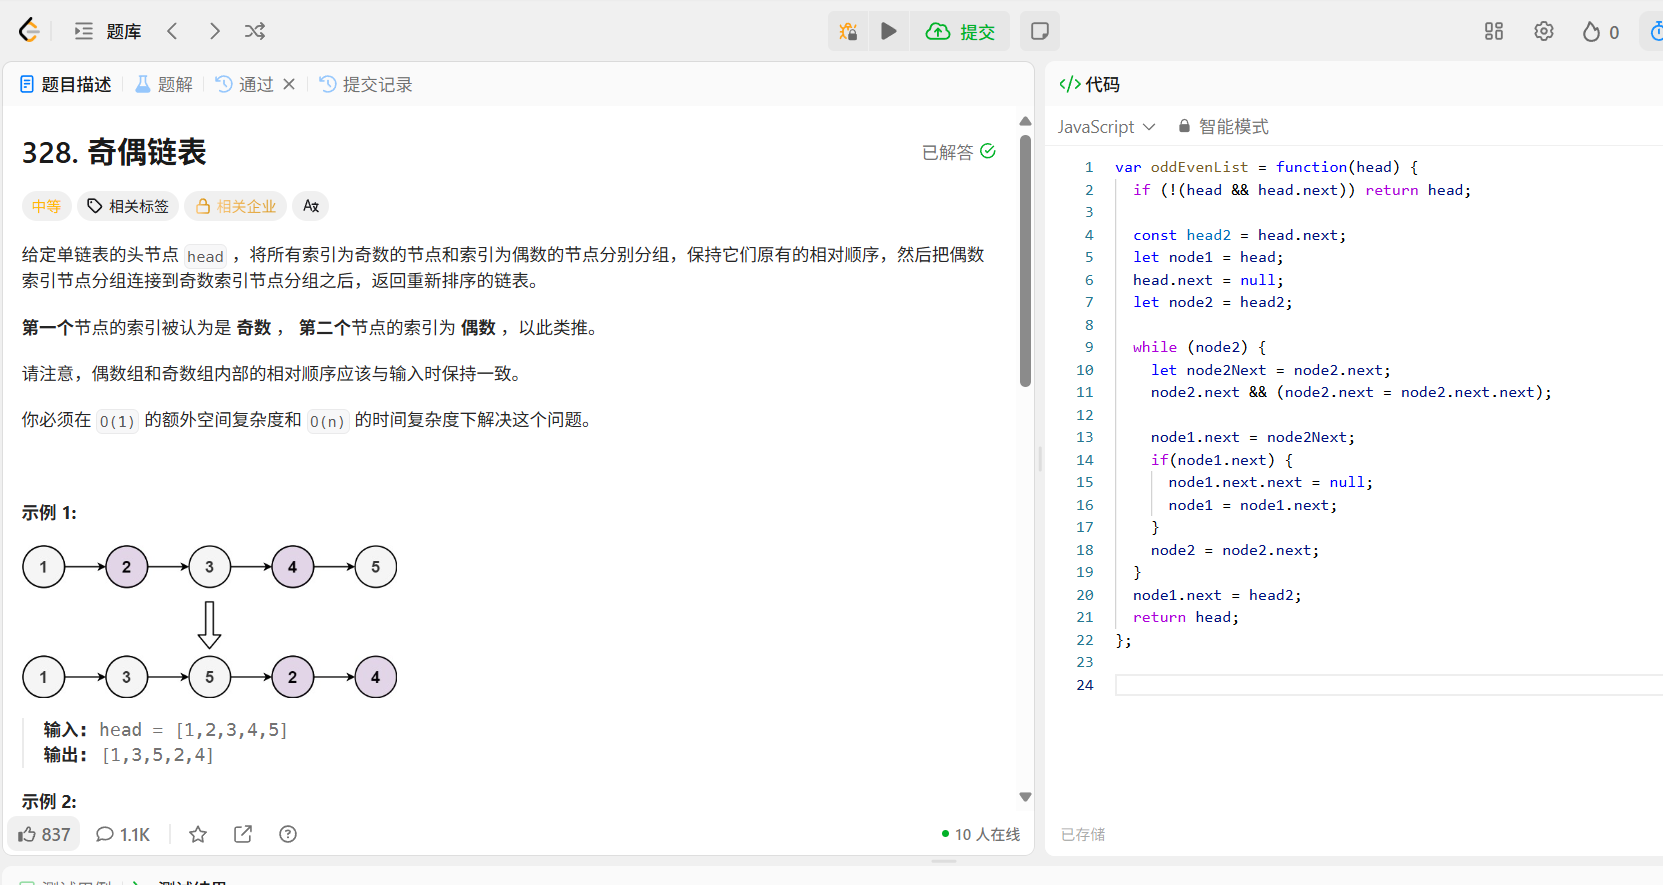 题库
提交
0
题目描述
题解
通过
提交记录
328. 奇偶链表
已解答
中等
相关标签
相关企业
给定单链表的头节点 head ，将所有索引为奇数的节点和索引为偶数的节点分别分组，保持它们原有的相对顺序，然后把偶数
索引节点分组连接到奇数索引节点分组之后，返回重新排序的链表。
第一个节点的索引被认为是 奇数 ， 第二个节点的索引为 偶数 ，以此类推。
请注意，偶数组和奇数组内部的相对顺序应该与输入时保持一致。
你必须在 O(1) 的额外空间复杂度和 O(n) 的时间复杂度下解决这个问题。
示例 1:
1 2 3 4 5
1 3 5 2 4
输入: head = [1,2,3,4,5]
输出: [1,3,5,2,4]
示例 2:
837
1.1K
10 人在线
</> 代码
JavaScript
智能模式
1 var oddEvenList = function(head) {
2 if (!(head && head.next)) return head;
3
4 const head2 = head.next;
5 let node1 = head;
6 head.next = null;
7 let node2 = head2;
8
9 while (node2) {
10 let node2Next = node2.next;
11 node2.next && (node2.next = node2.next.next);
12
13 node1.next = node2Next;
14 if(node1.next) {
15 node1.next.next = null;
16 node1 = node1.next;
17 }
18 node2 = node2.next;
19 }
20 node1.next = head2;
21 return head;
22 };
23
24
已存储